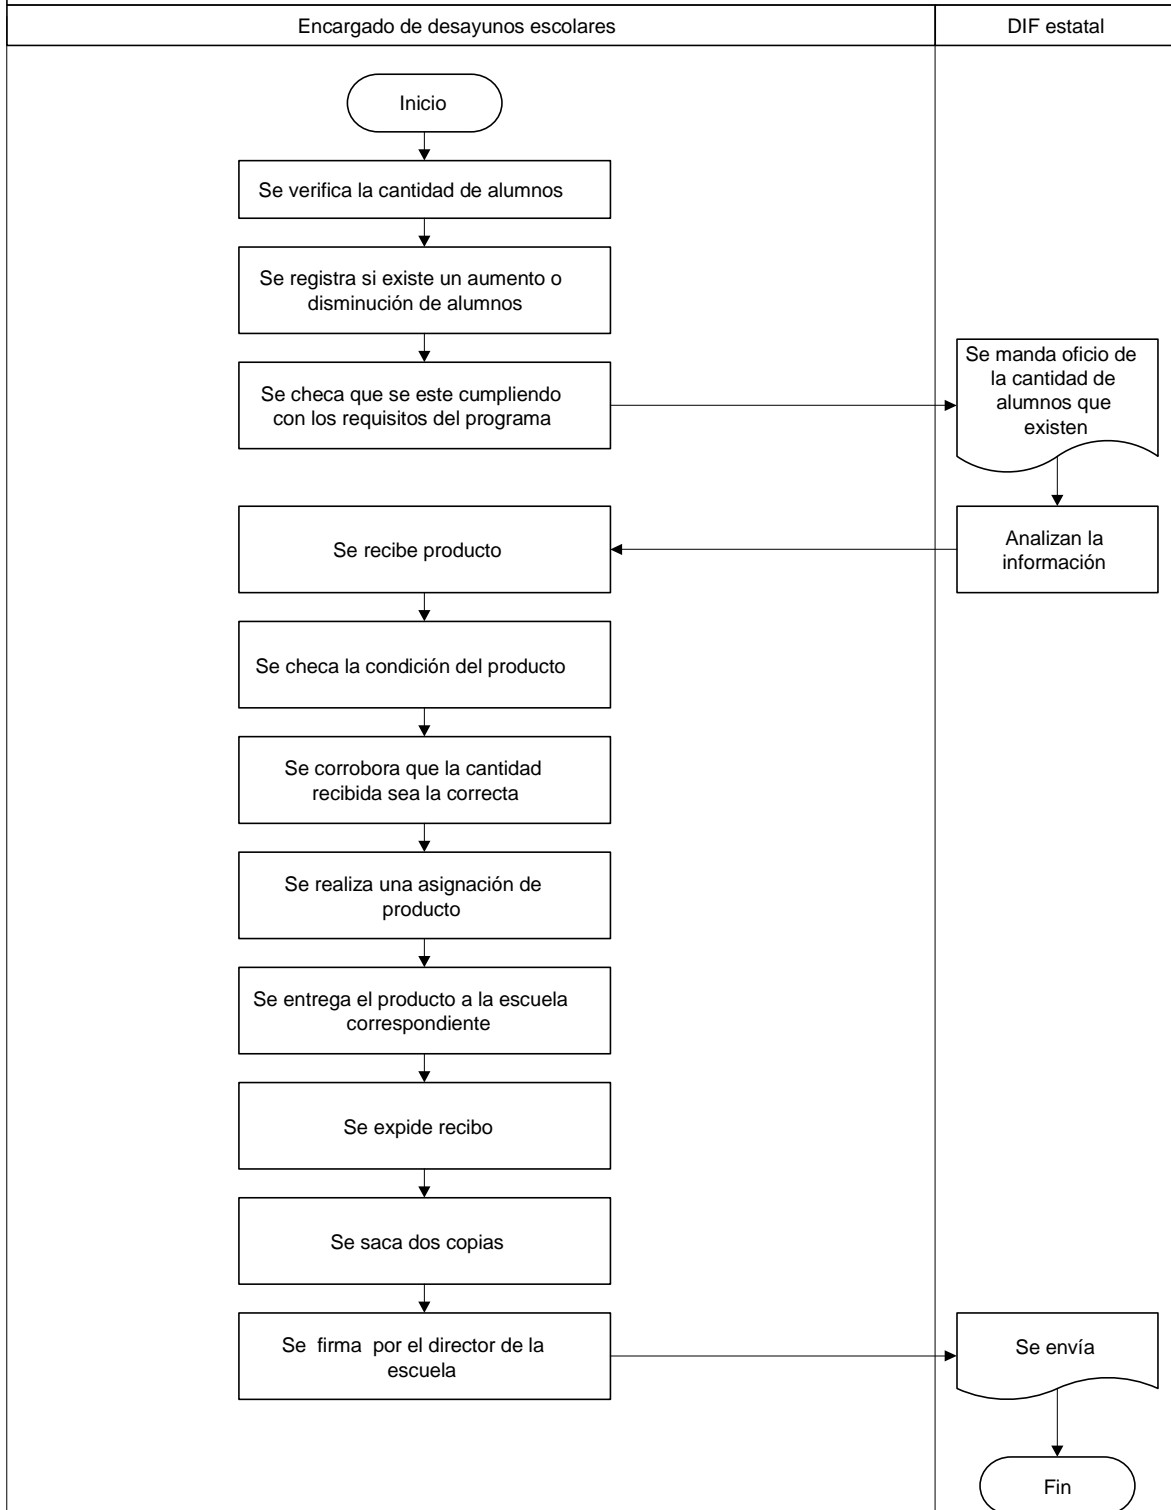 Encargado de desayunos escolares
DIF estatal
Inicio
Se verifica la cantidad de alumnos
Se registra si existe un aumento o
disminución de alumnos
Se checa que se este cumpliendo
con los requisitos del programa
Se manda oficio de
la cantidad de
alumnos que
existen
Analizan la
información
Se recibe producto
Se checa la condición del producto
Se corrobora que la cantidad
recibida sea la correcta
Se realiza una asignación de
producto
Se entrega el producto a la escuela
correspondiente
Se expide recibo
Se saca dos copias
Se  firma  por el director de la
escuela
Se envía
Fin